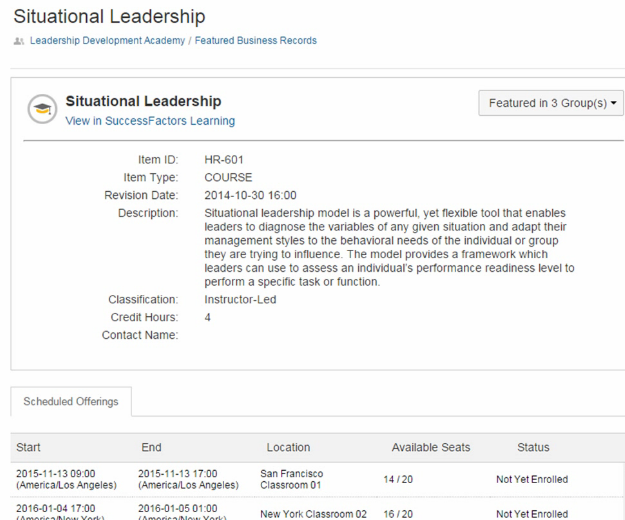 Situational Leadership
Leadership Development Academy / Featured Business Records
Situational Leadership
View in SuccessFactors Learning
Featured in 3 Group(s)
Item ID: HR-601
Item Type: COURSE
Revision Date: 2014-10-30 16:00
Description: Situational leadership model is a powerful, yet flexible tool that enables
leaders to diagnose the variables of any given situation and adapt their
management styles to the behavioral needs of the individual or group
they are trying to influence. The model provides a framework which
leaders can use to assess an individual's performance readiness level to
perform a specific task or function.
Classification: Instructor-Led
Credit Hours: 4
Contact Name:
Scheduled Offerings
Start End Location Available Seats Status
2015-11-13 09:00 2015-11-13 17:00 San Francisco
(America/Los Angeles) (America/Los Angeles) Classroom 01 14 / 20 Not Yet Enrolled
2016-01-04 17:00 2016-01-05 01:00 New York Classroom 02 16 / 20 Not Yet Enrolled
(America/New York) (America/New York)